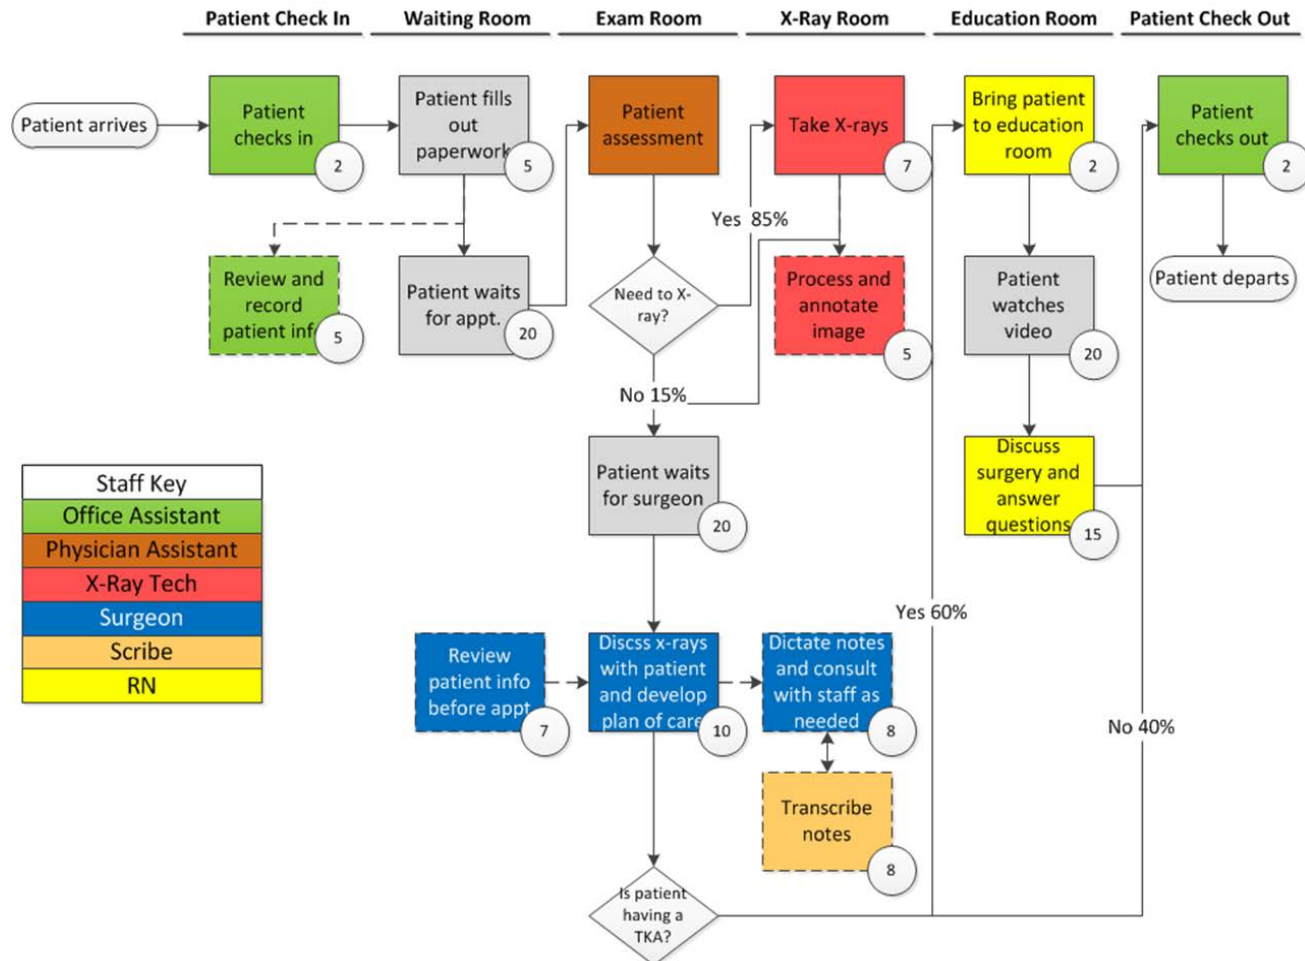 Patient Check In
Waiting Room
Exam Room
X-Ray Room
Education Room
Patient Check Out
Patient arrives
Patient
checks in
2
Patient fills
out
paperwork
5
Patient
assessment
Take X-rays
7
Bring patient
to education
room
2
Patient
checks out
2
Yes 85%
Review and
record
patient inf
5
Patient waits
for appt.
20
Need to X-
ray?
Process and
annotate
image
5
Patient
watches
video
20
Patient departs
No 15%
Patient waits
for surgeon
20
Discuss
surgery and
answer
questions
15
Staff Key
Office Assistant
Physician Assistant
X-Ray Tech
Surgeon
Scribe
RN
Yes 60%
Review
patient info
before appt
7
Discss x-rays
with patient
and develop
plan of care
10
Dictate notes
and consult
with staff as
needed
8
No 40%
Transcribe
notes
8
Is patient
having a
TKA?